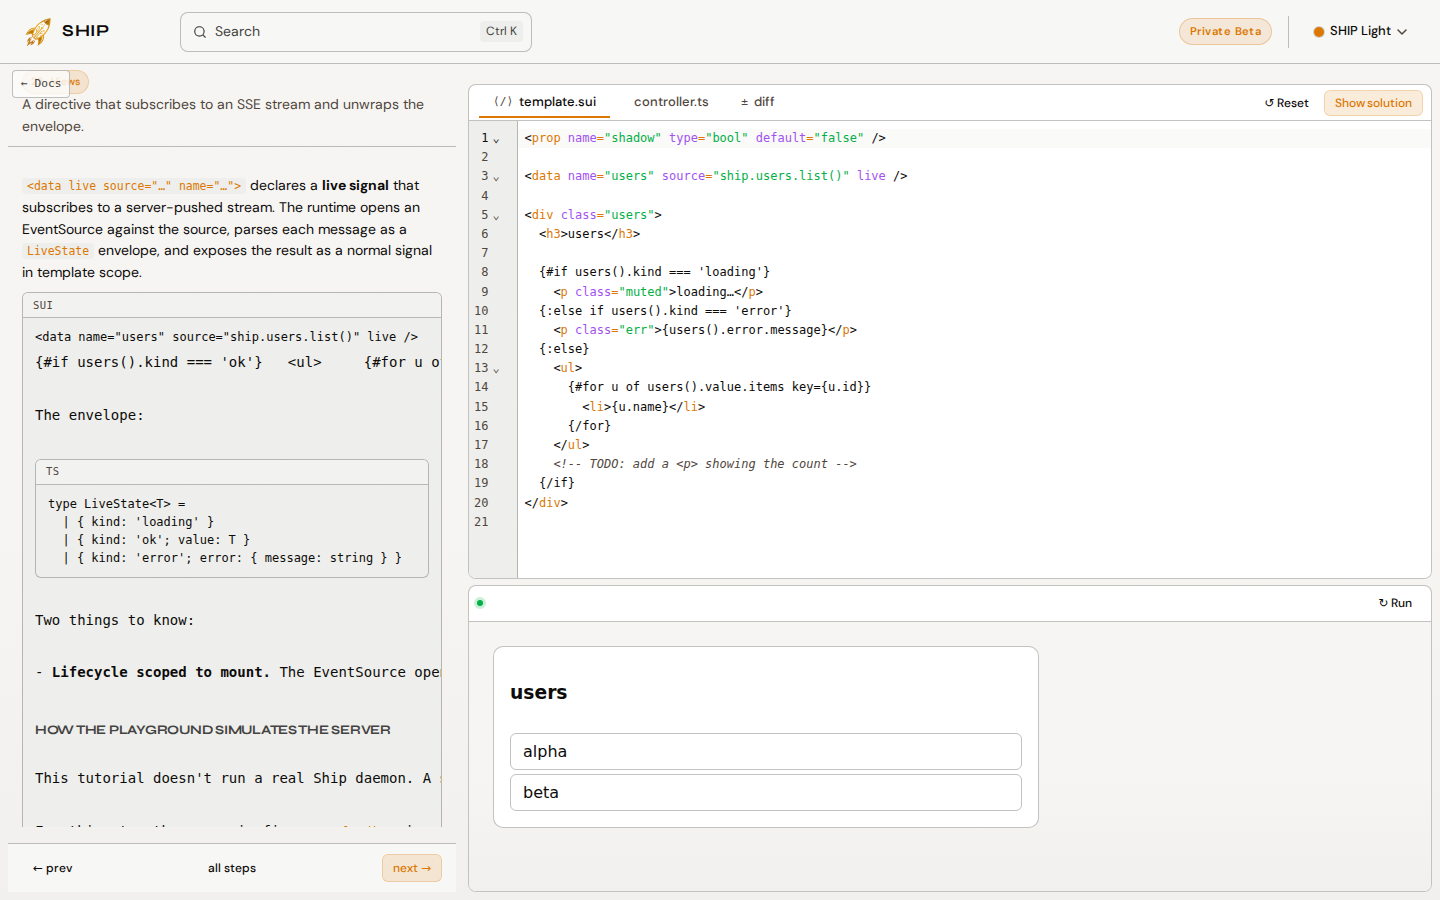 SHIP
Search
Ctrl K
Private Beta
SHIP Light
← Docs
A directive that subscribes to an SSE stream and unwraps the
envelope.
<data live source="…" name="…"> declares a live signal that
subscribes to a server-pushed stream. The runtime opens an
EventSource against the source, parses each message as a
LiveState envelope, and exposes the result as a normal signal
in template scope.
SUI
<data name="users" source="ship.users.list()" live />
{#if users().kind === 'ok'}   <ul>     {#for u o
The envelope:
TS
type LiveState<T> =
  | { kind: 'loading' }
  | { kind: 'ok'; value: T }
  | { kind: 'error'; error: { message: string } }
Two things to know:
- Lifecycle scoped to mount. The EventSource ope
HOW THE PLAYGROUND SIMULATES THE SERVER
This tutorial doesn't run a real Ship daemon. A
← prev
all steps
next →
⟨/⟩ template.sui
controller.ts
± diff
↺ Reset
Show solution
1 <prop name="shadow" type="bool" default="false" />
2
3 <data name="users" source="ship.users.list()" live />
4
5 <div class="users">
6   <h3>users</h3>
7
8   {#if users().kind === 'loading'}
9     <p class="muted">loading…</p>
10   {:else if users().kind === 'error'}
11     <p class="err">{users().error.message}</p>
12   {:else}
13     <ul>
14       {#for u of users().value.items key={u.id}}
15         <li>{u.name}</li>
16       {/for}
17     </ul>
18     <!-- TODO: add a <p> showing the count -->
19   {/if}
20 </div>
21
↻ Run
users
alpha
beta